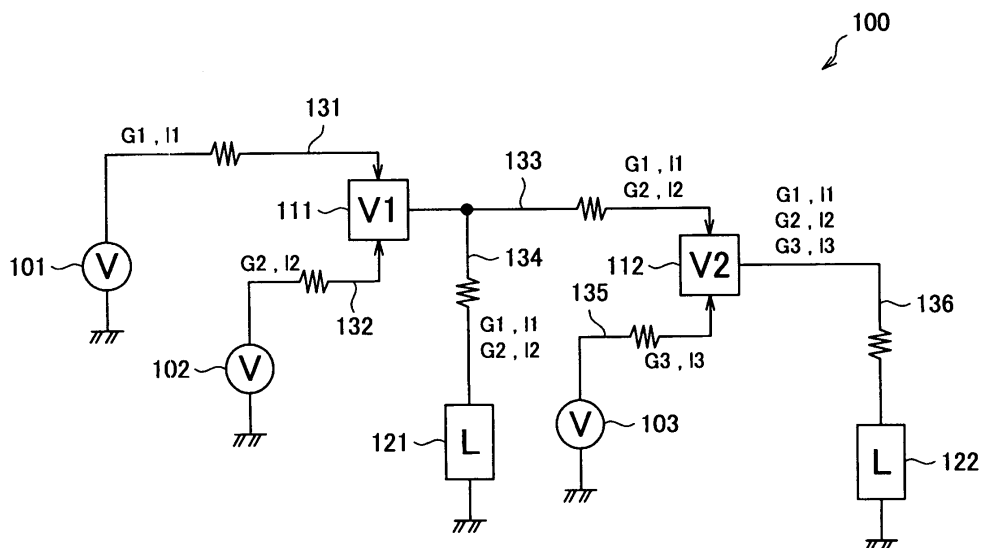 100
131
G1 , I1
133
G1 , I1
G2 , I2
G1 , I1
G2 , I2
G3 , I3
111
V1
134
112
V2
101
V
G2 , I2
132
135
136
G1 , I1
G2 , I2
G3 , I3
102
V
103
V
121
L
L
122